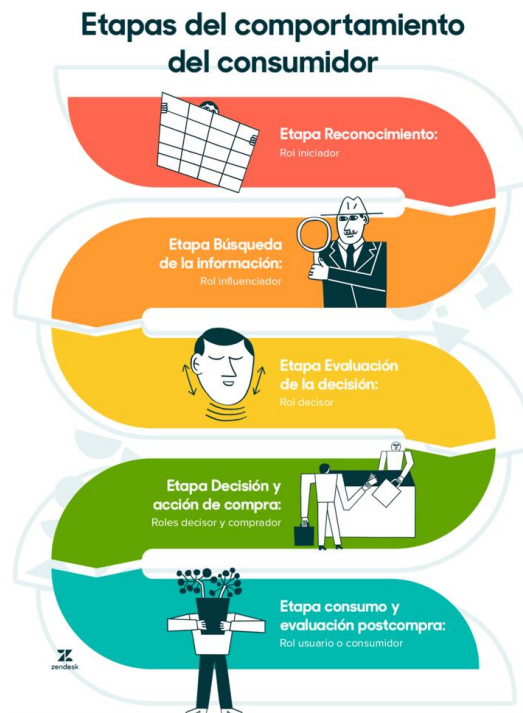 Etapas del comportamiento
del consumidor
Etapa Reconocimiento:
Rol iniciador
Etapa Búsqueda
de la información:
Rol influenciador
Etapa Evaluación
de la decisión:
Rol decisor
Etapa Decisión y
acción de compra:
Roles decisor y comprador
Etapa consumo y
evaluación postcompra:
Rol usuario o consumidor
zendesk